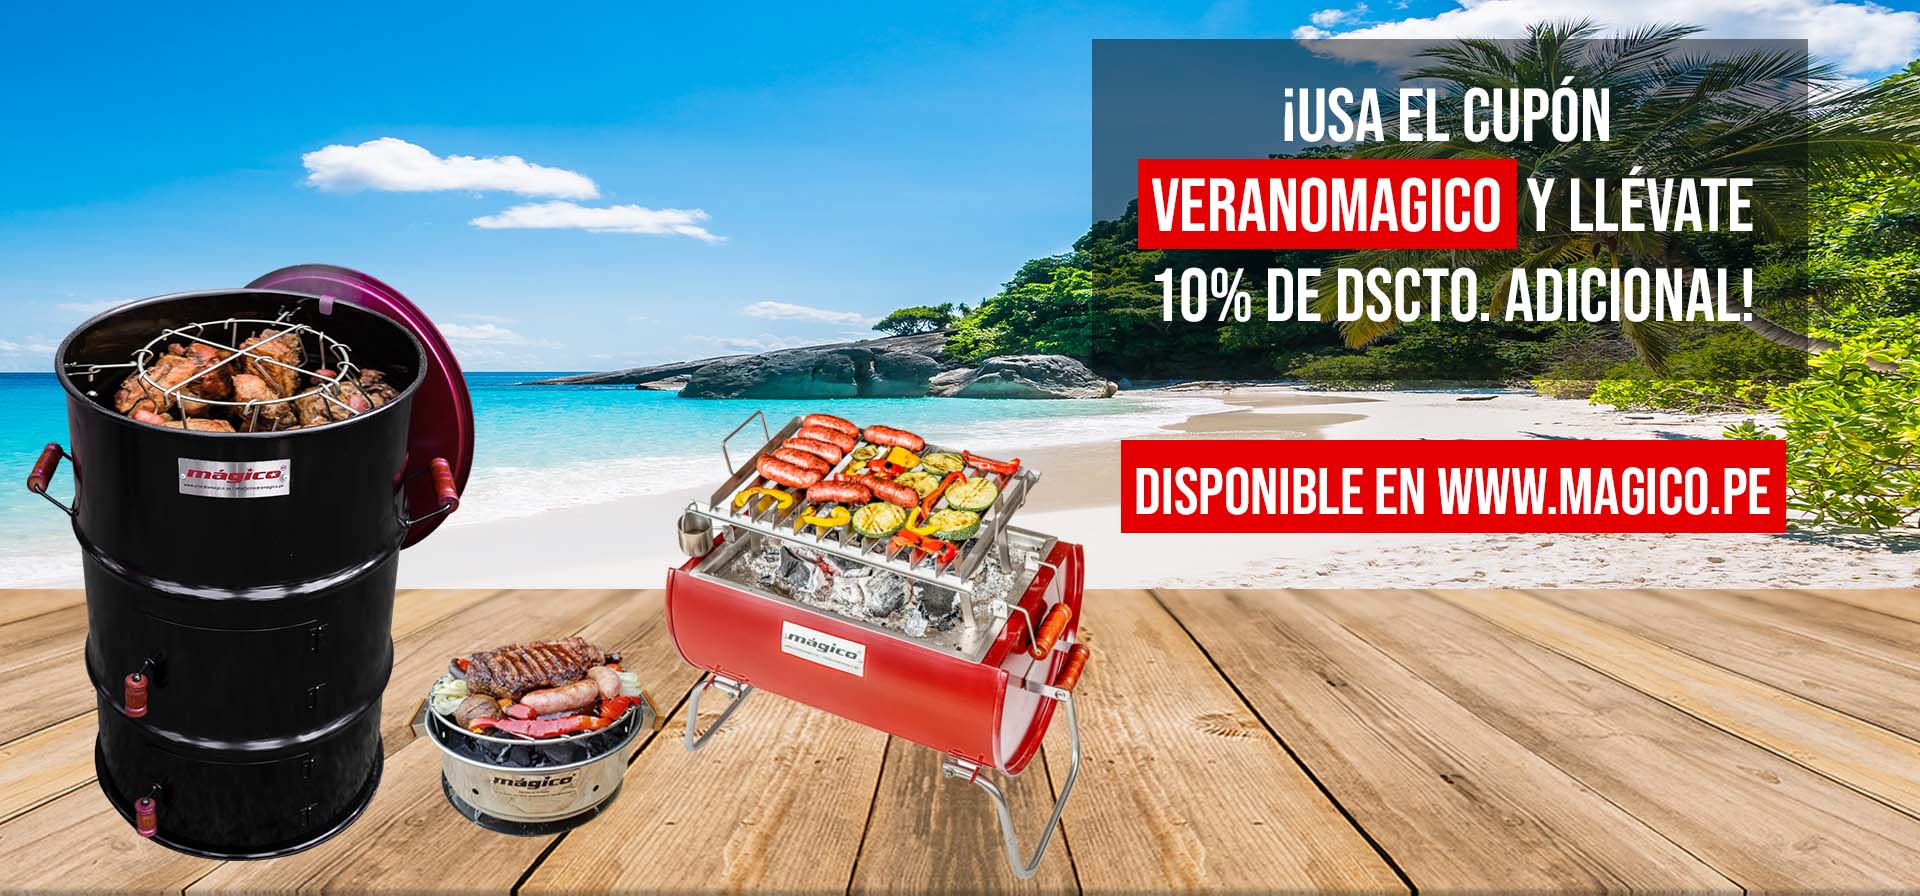 ¡USA EL CUPÓN
VERANOMAGICO Y LLÉVATE
10% DE DSCTO. ADICIONAL!
DISPONIBLE EN WWW.MAGICO.PE
mágico
mágico
mágico